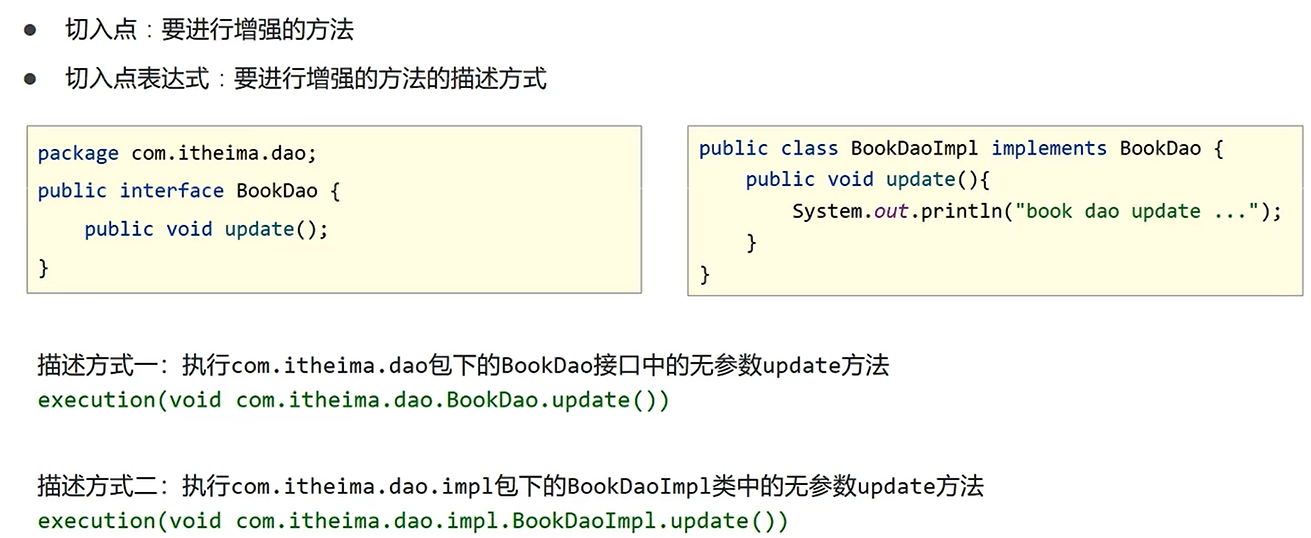 ● 切入点：要进行增强的方法
● 切入点表达式：要进行增强的方法的描述方式
package com.itheima.dao;
public interface BookDao {
    public void update();
}
public class BookDaoImpl implements BookDao {
    public void update(){
        System.out.println("book dao update ...");
    }
}
描述方式一：执行com.itheima.dao包下的BookDao接口中的无参数update方法
execution(void com.itheima.dao.BookDao.update())
描述方式二：执行com.itheima.dao.impl包下的BookDaoImpl类中的无参数update方法
execution(void com.itheima.dao.impl.BookDaoImpl.update())